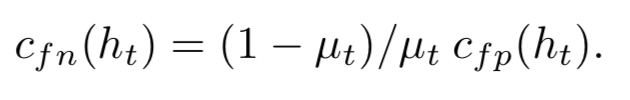 c_{fn}(h_t) = (1 − μ_t)/μ_t c_{fp}(h_t).